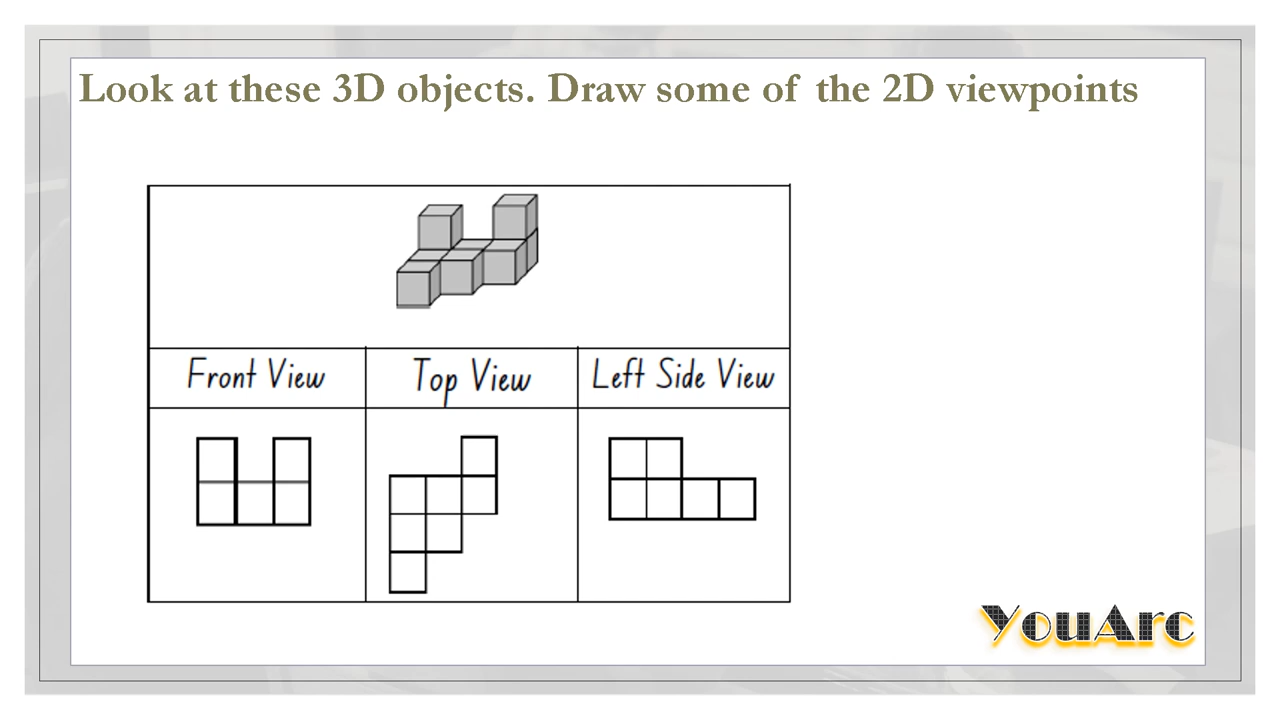 Look at these 3D objects. Draw some of the 2D viewpoints
Front View
Top View
Left Side View
YouArc